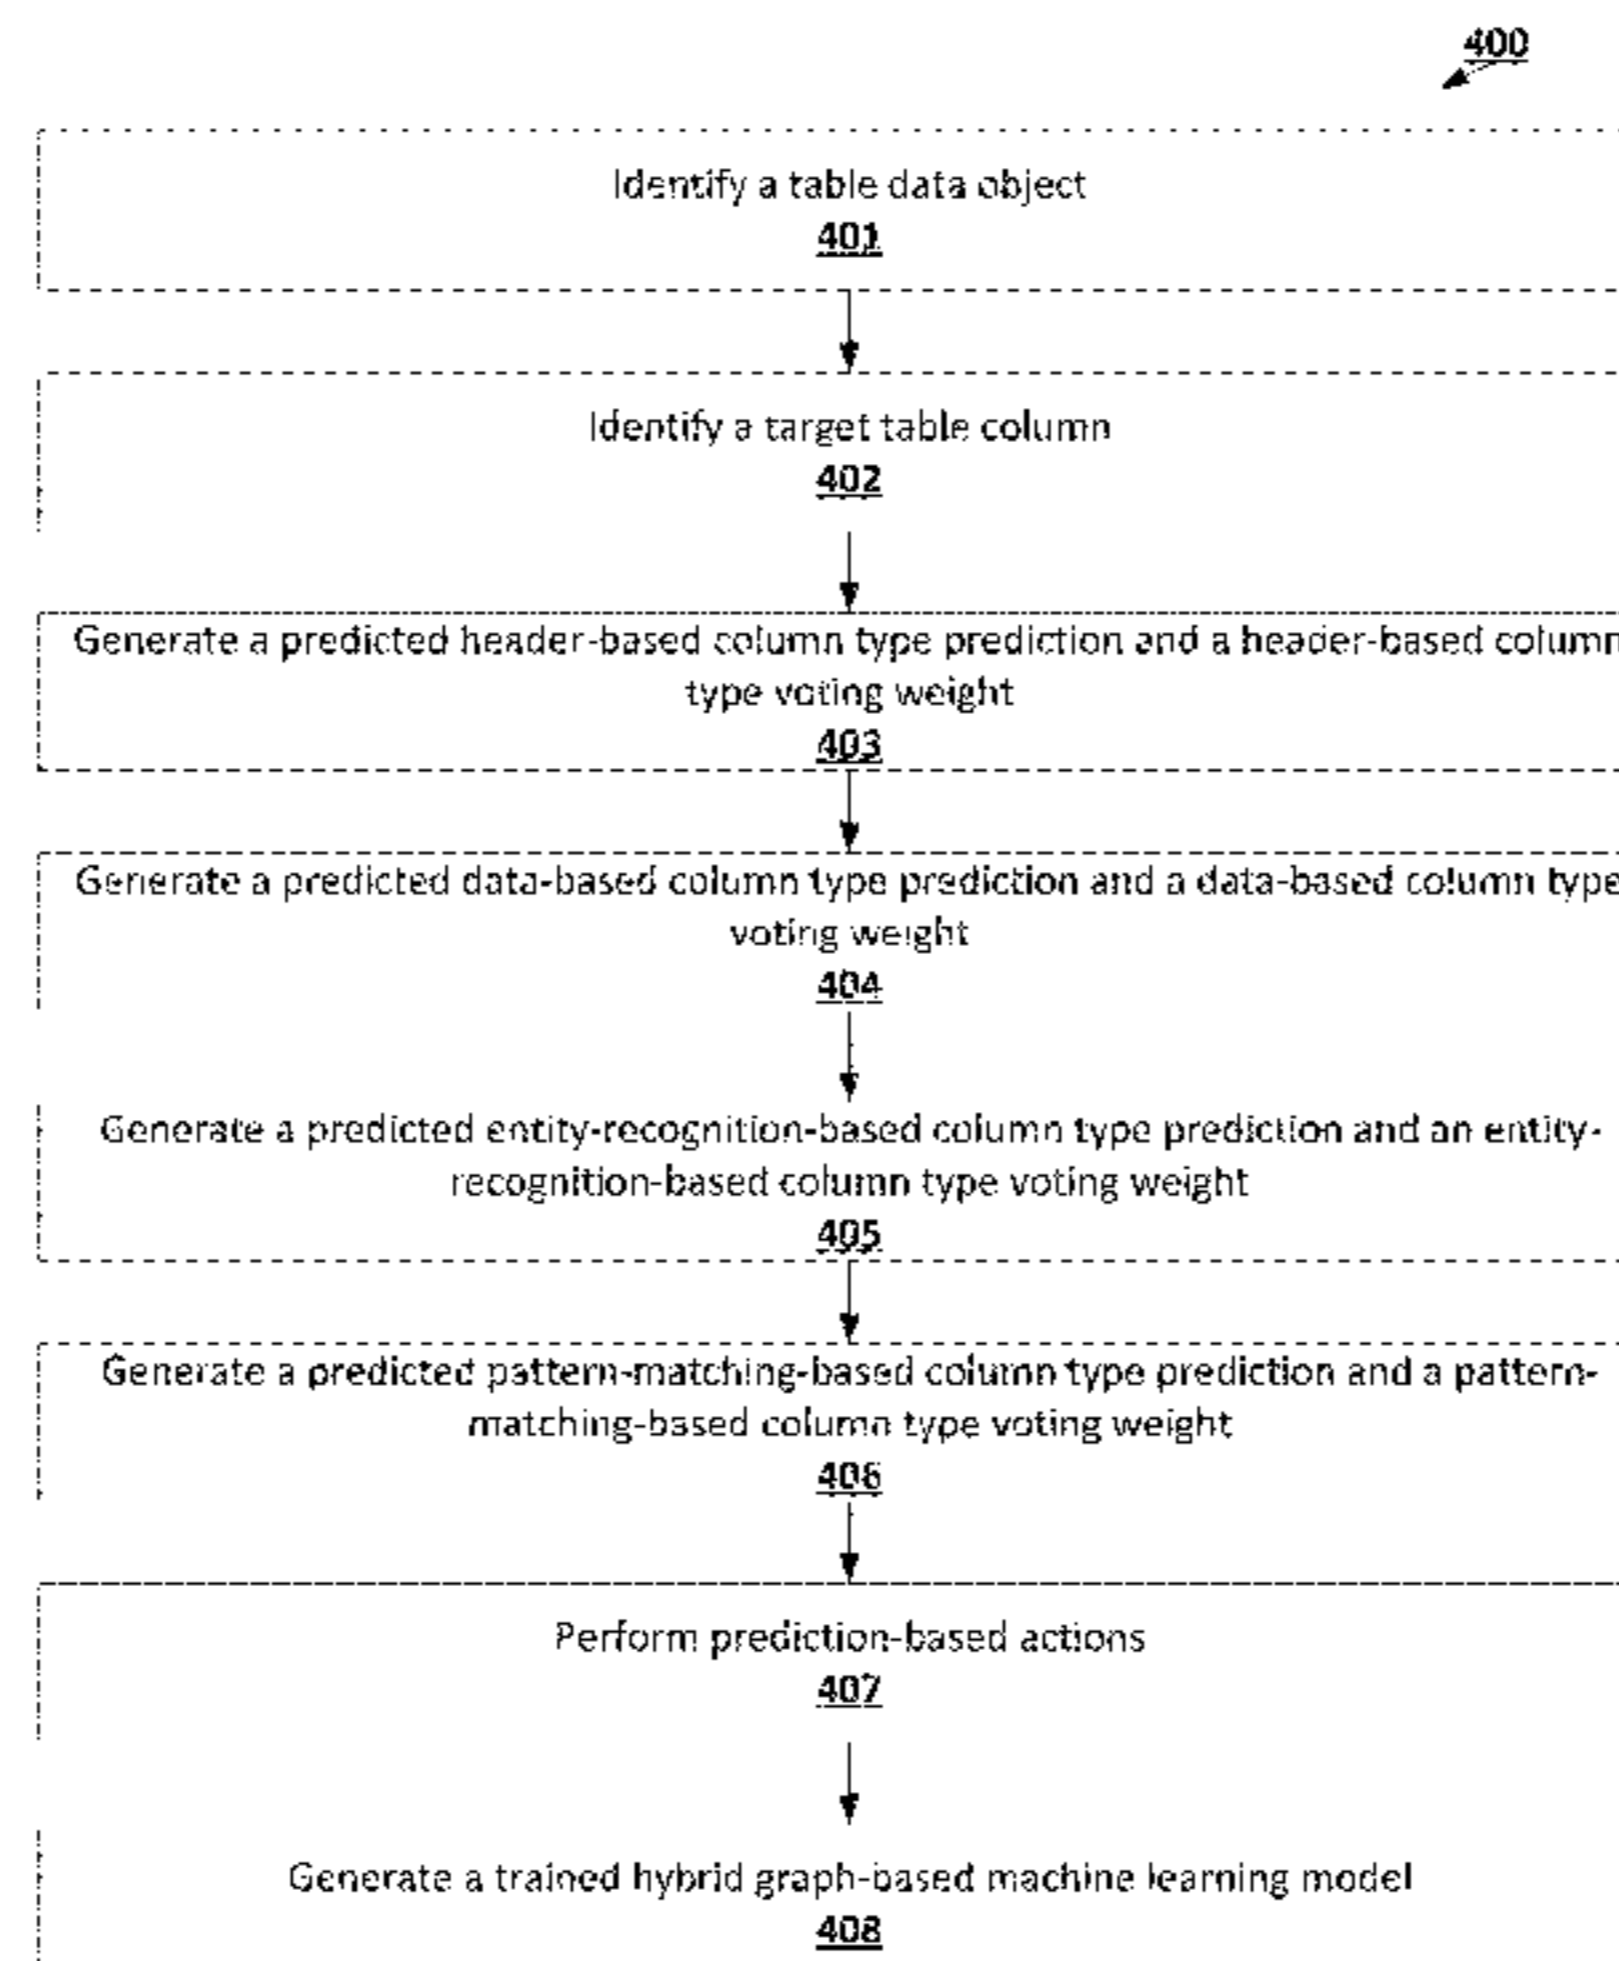 400
Identify a table data object
401
Identify a target table column
402
Generate a predicted header-based column type prediction and a header-based column
type voting weight
403
Generate a predicted data-based column type prediction and a data-based column type
voting weight
404
Generate a predicted entity-recognition-based column type prediction and an entity-
recognition-based column type voting weight
405
Generate a predicted pattern-matching-based column type prediction and a pattern-
matching-based column type voting weight
406
Perform prediction-based actions
407
Generate a trained hybrid graph-based machine learning model
408